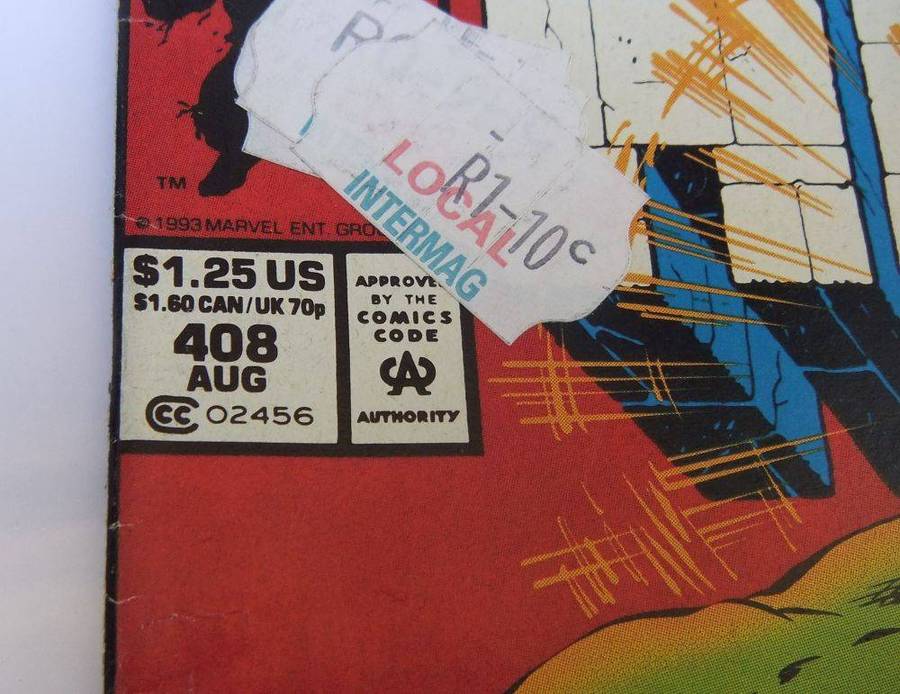 LOCAL
R1-10c
INTERMAG
TM
© 1993 MARVEL ENT GRO
$1.25 US
$1.60 CAN/UK 70p
408
AUG
CC 02456
APPROVE
BY THE
COMICS
CODE
CA
AUTHORITY